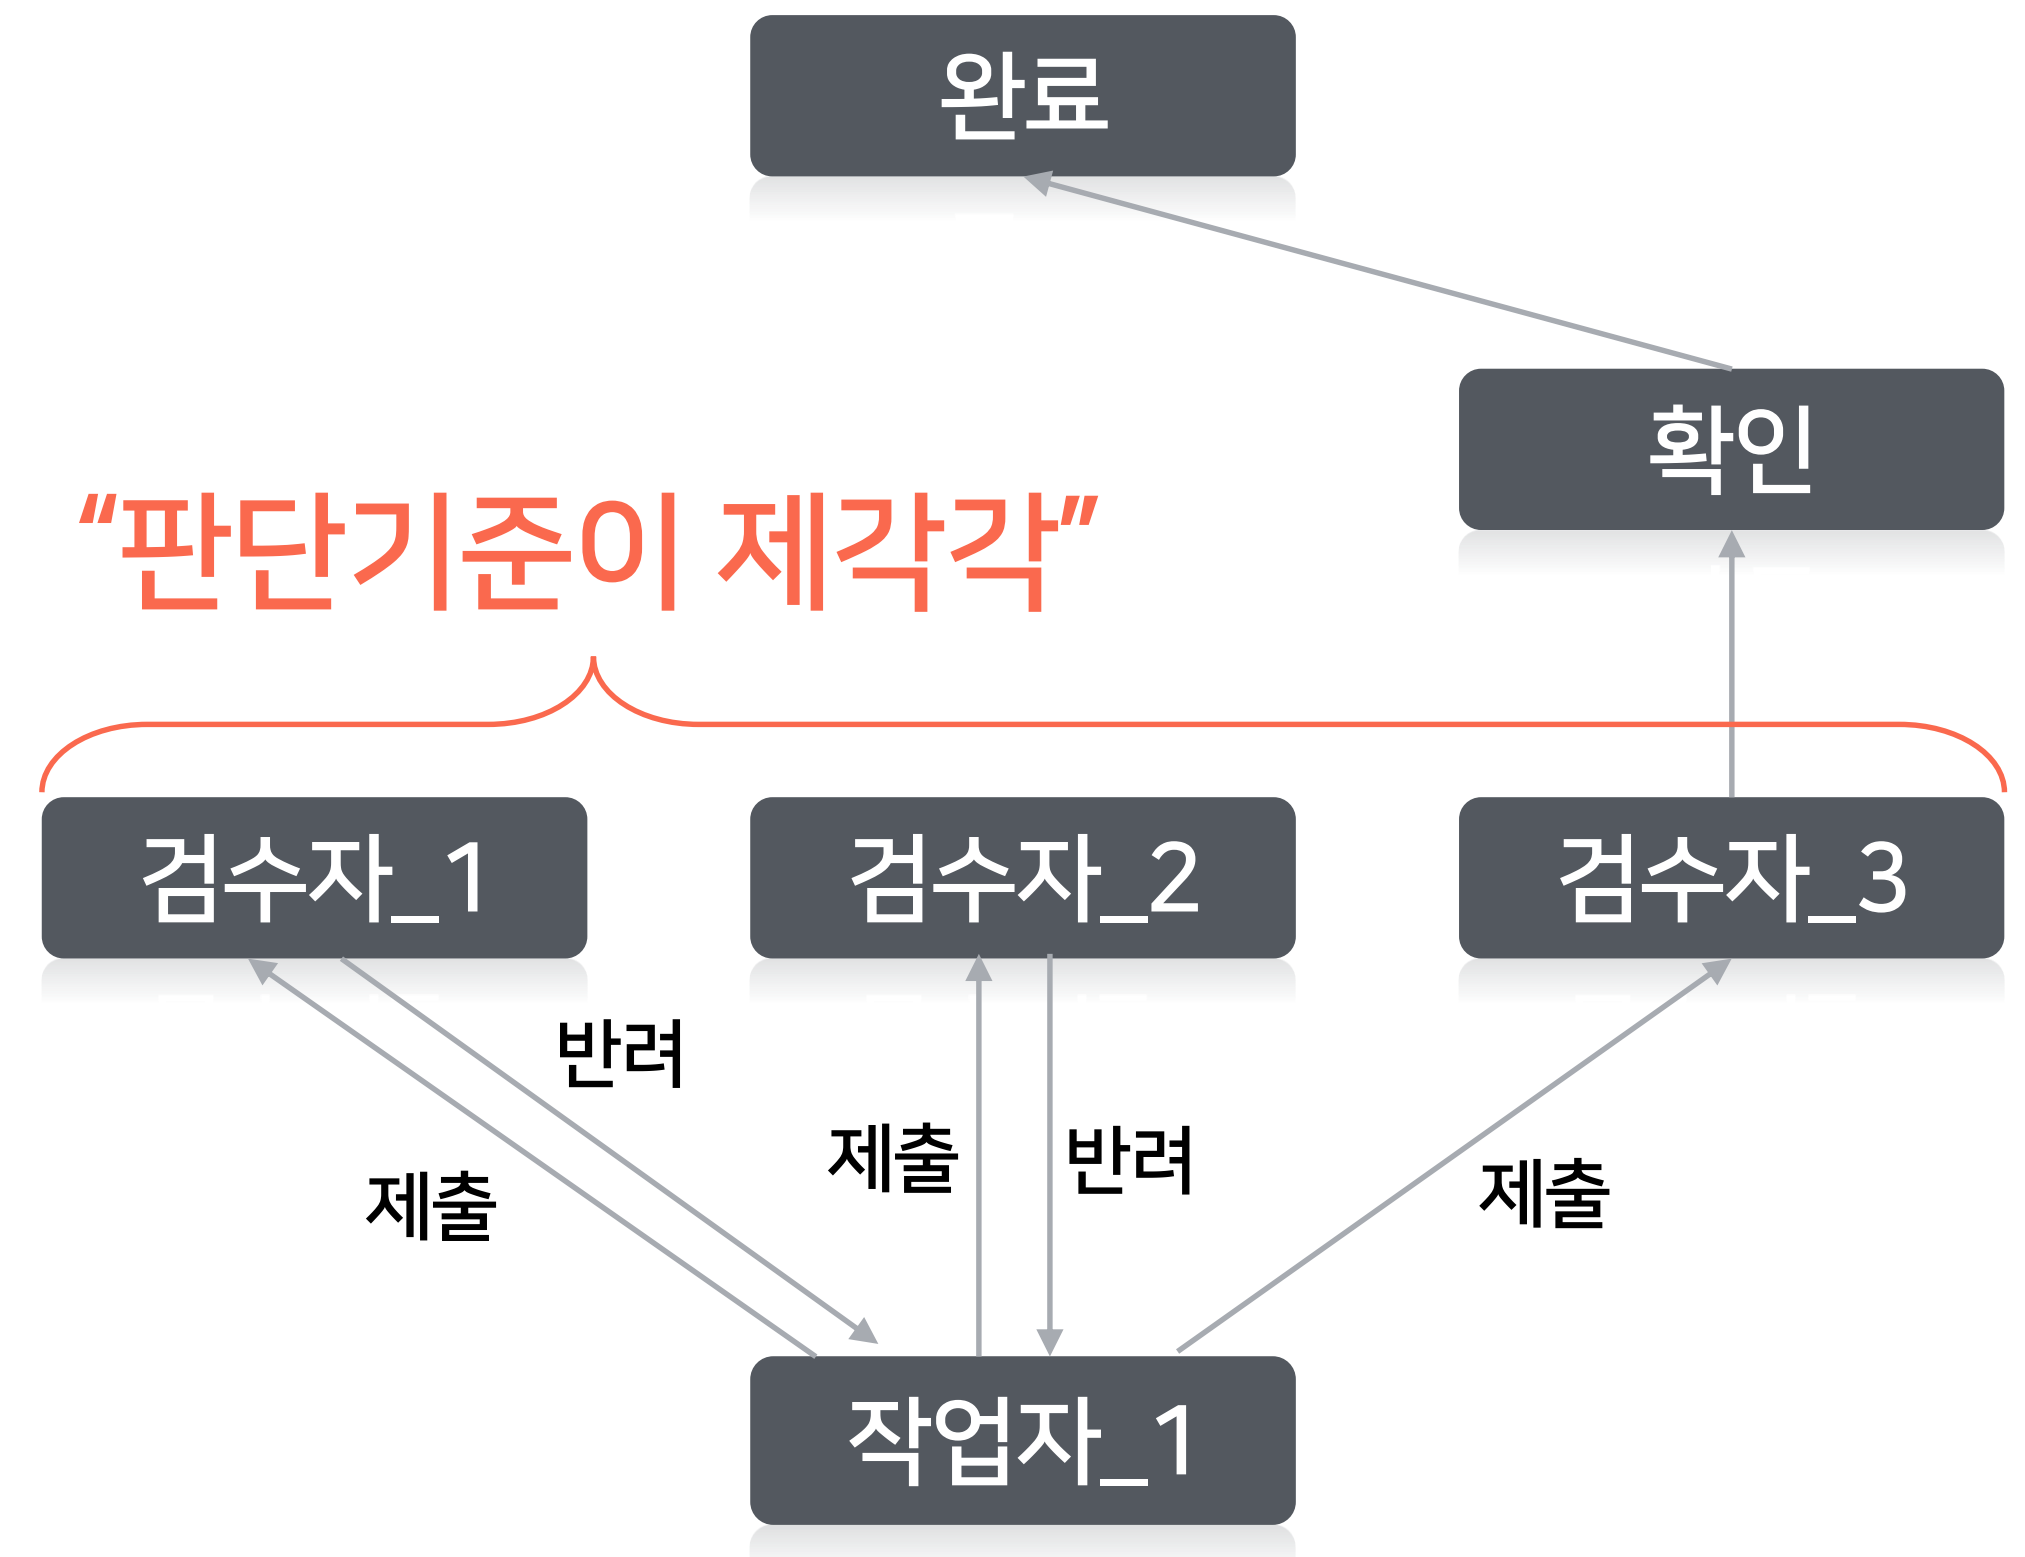 완료
확인
“판단기준이 제각각”
검수자_1
검수자_2
검수자_3
반려
제출
제출
반려
제출
작업자_1